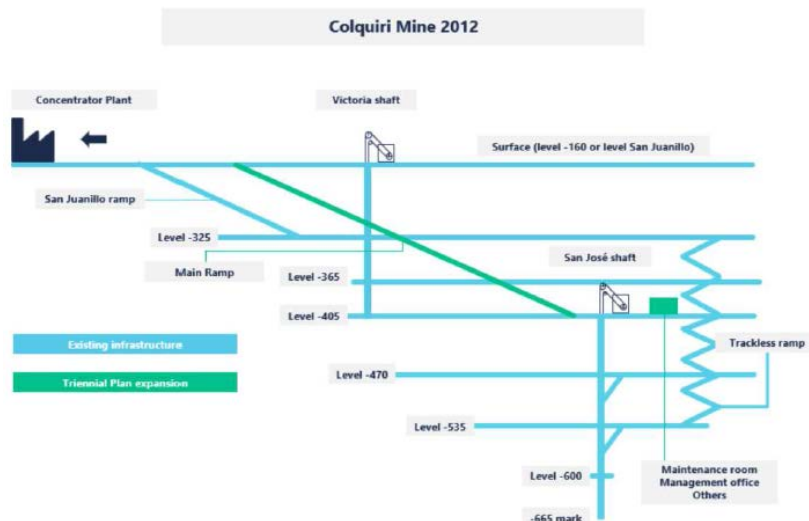 Colquiri Mine 2012
Concentrator Plant
Victoria shaft
Surface (level -160 or level San Juanillo)
San Juanillo ramp
Level -325
Main Ramp
San José shaft
Level -365
Level -405
Existing infrastructure
Trackless ramp
Level -470
Triennial Plan expansion
Level -535
Level -600
Maintenance room
Management office
Others
-665 mark